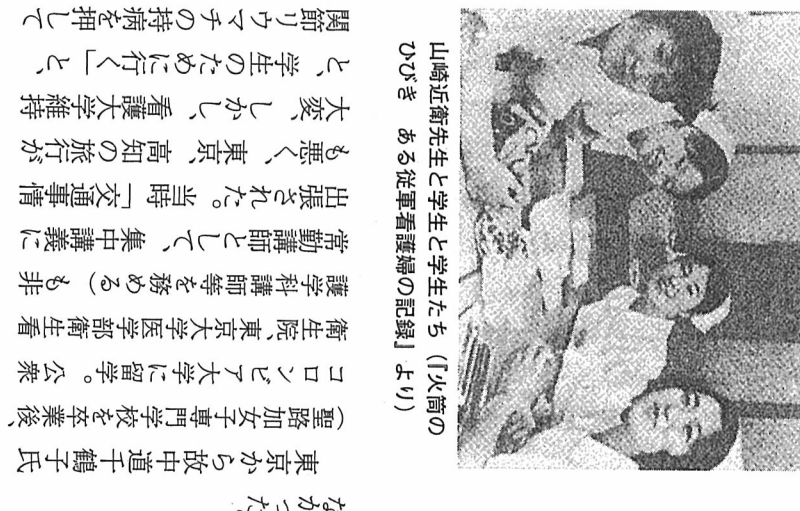 山崎近衛先生と学生と学生たち（『火筒の
ひびき　ある従軍看護婦の記録』より）
なかった。
東京から故中道千鶴子氏
（聖路加女子専門学校を卒業後、
コロンビア大学に留学。公衆
衛生院、東京大学医学部衛生看
護学科講師等を務める）も非
常勤講師として、集中講義に
出張された。当時「交通事情
も悪く、東京、高知の旅行が
大変、しかし、看護大学維持
と、学生のために行く」と、
関節リウマチの持病を押して